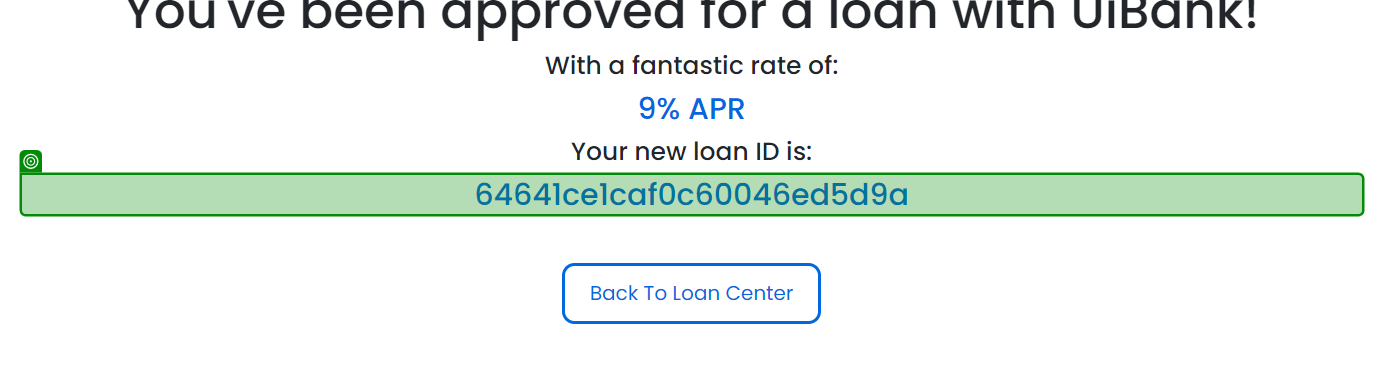 You've been approved for a loan with UiBank!
With a fantastic rate of:
9% APR
Your new loan ID is:
64641ce1caf0c60046ed5d9a
Back To Loan Center